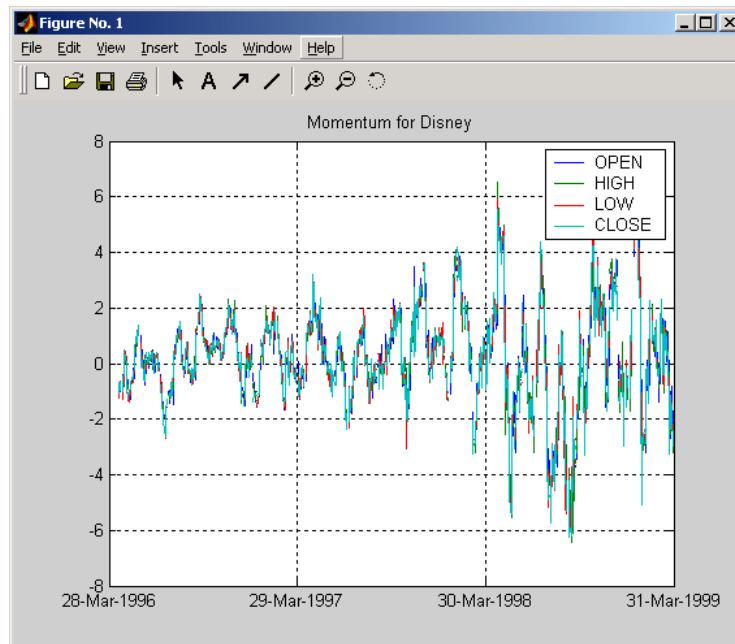 Figure No. 1
File Edit View Insert Tools Window Help
A
Momentum for Disney
OPEN
HIGH
LOW
CLOSE
8
6
4
2
0
-2
-4
-6
-8
28-Mar-1996 29-Mar-1997 30-Mar-1998 31-Mar-1999